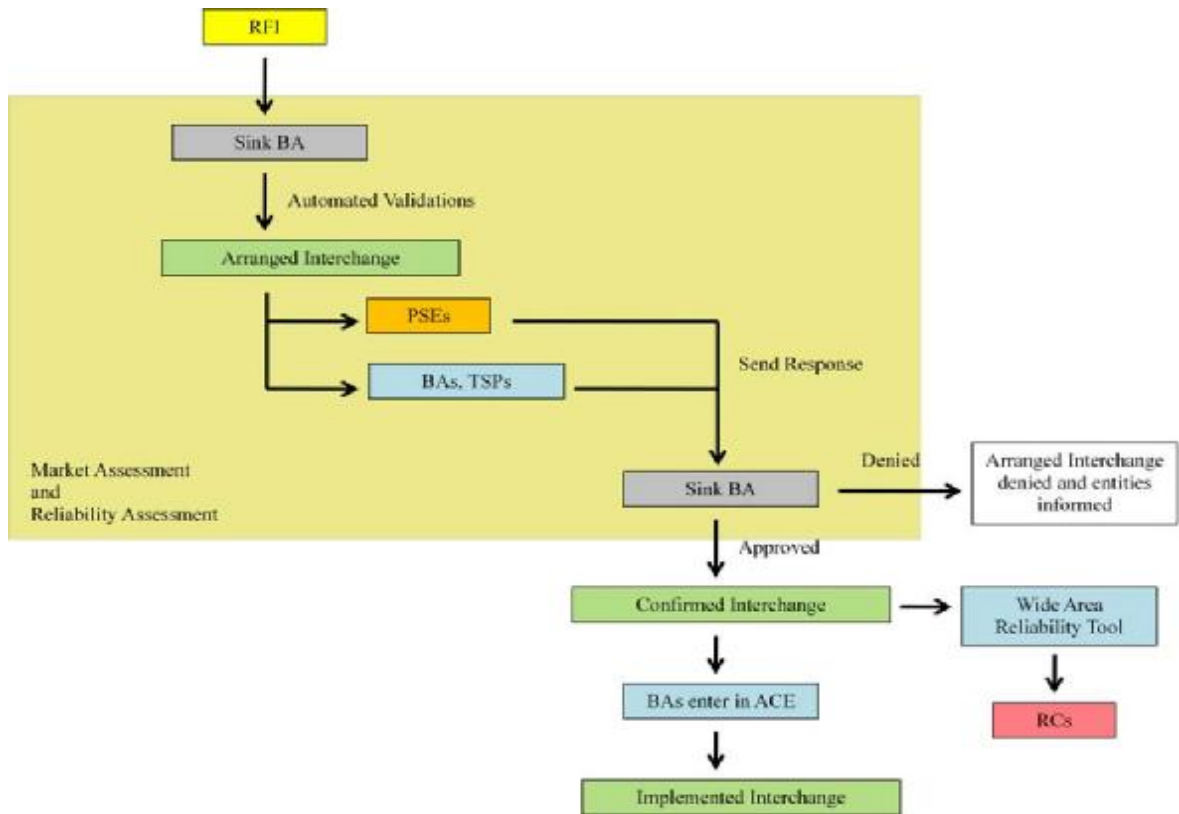 RFI
Sink BA
Automated Validations
Arranged Interchange
PSEs
BAs, TSPs
Send Response
Market Assessment
and
Reliability Assessment
Sink BA
Denied
Arranged Interchange
denied and entities
informed
Approved
Confirmed Interchange
Wide Area
Reliability Tool
BAs enter in ACE
RCs
Implemented Interchange